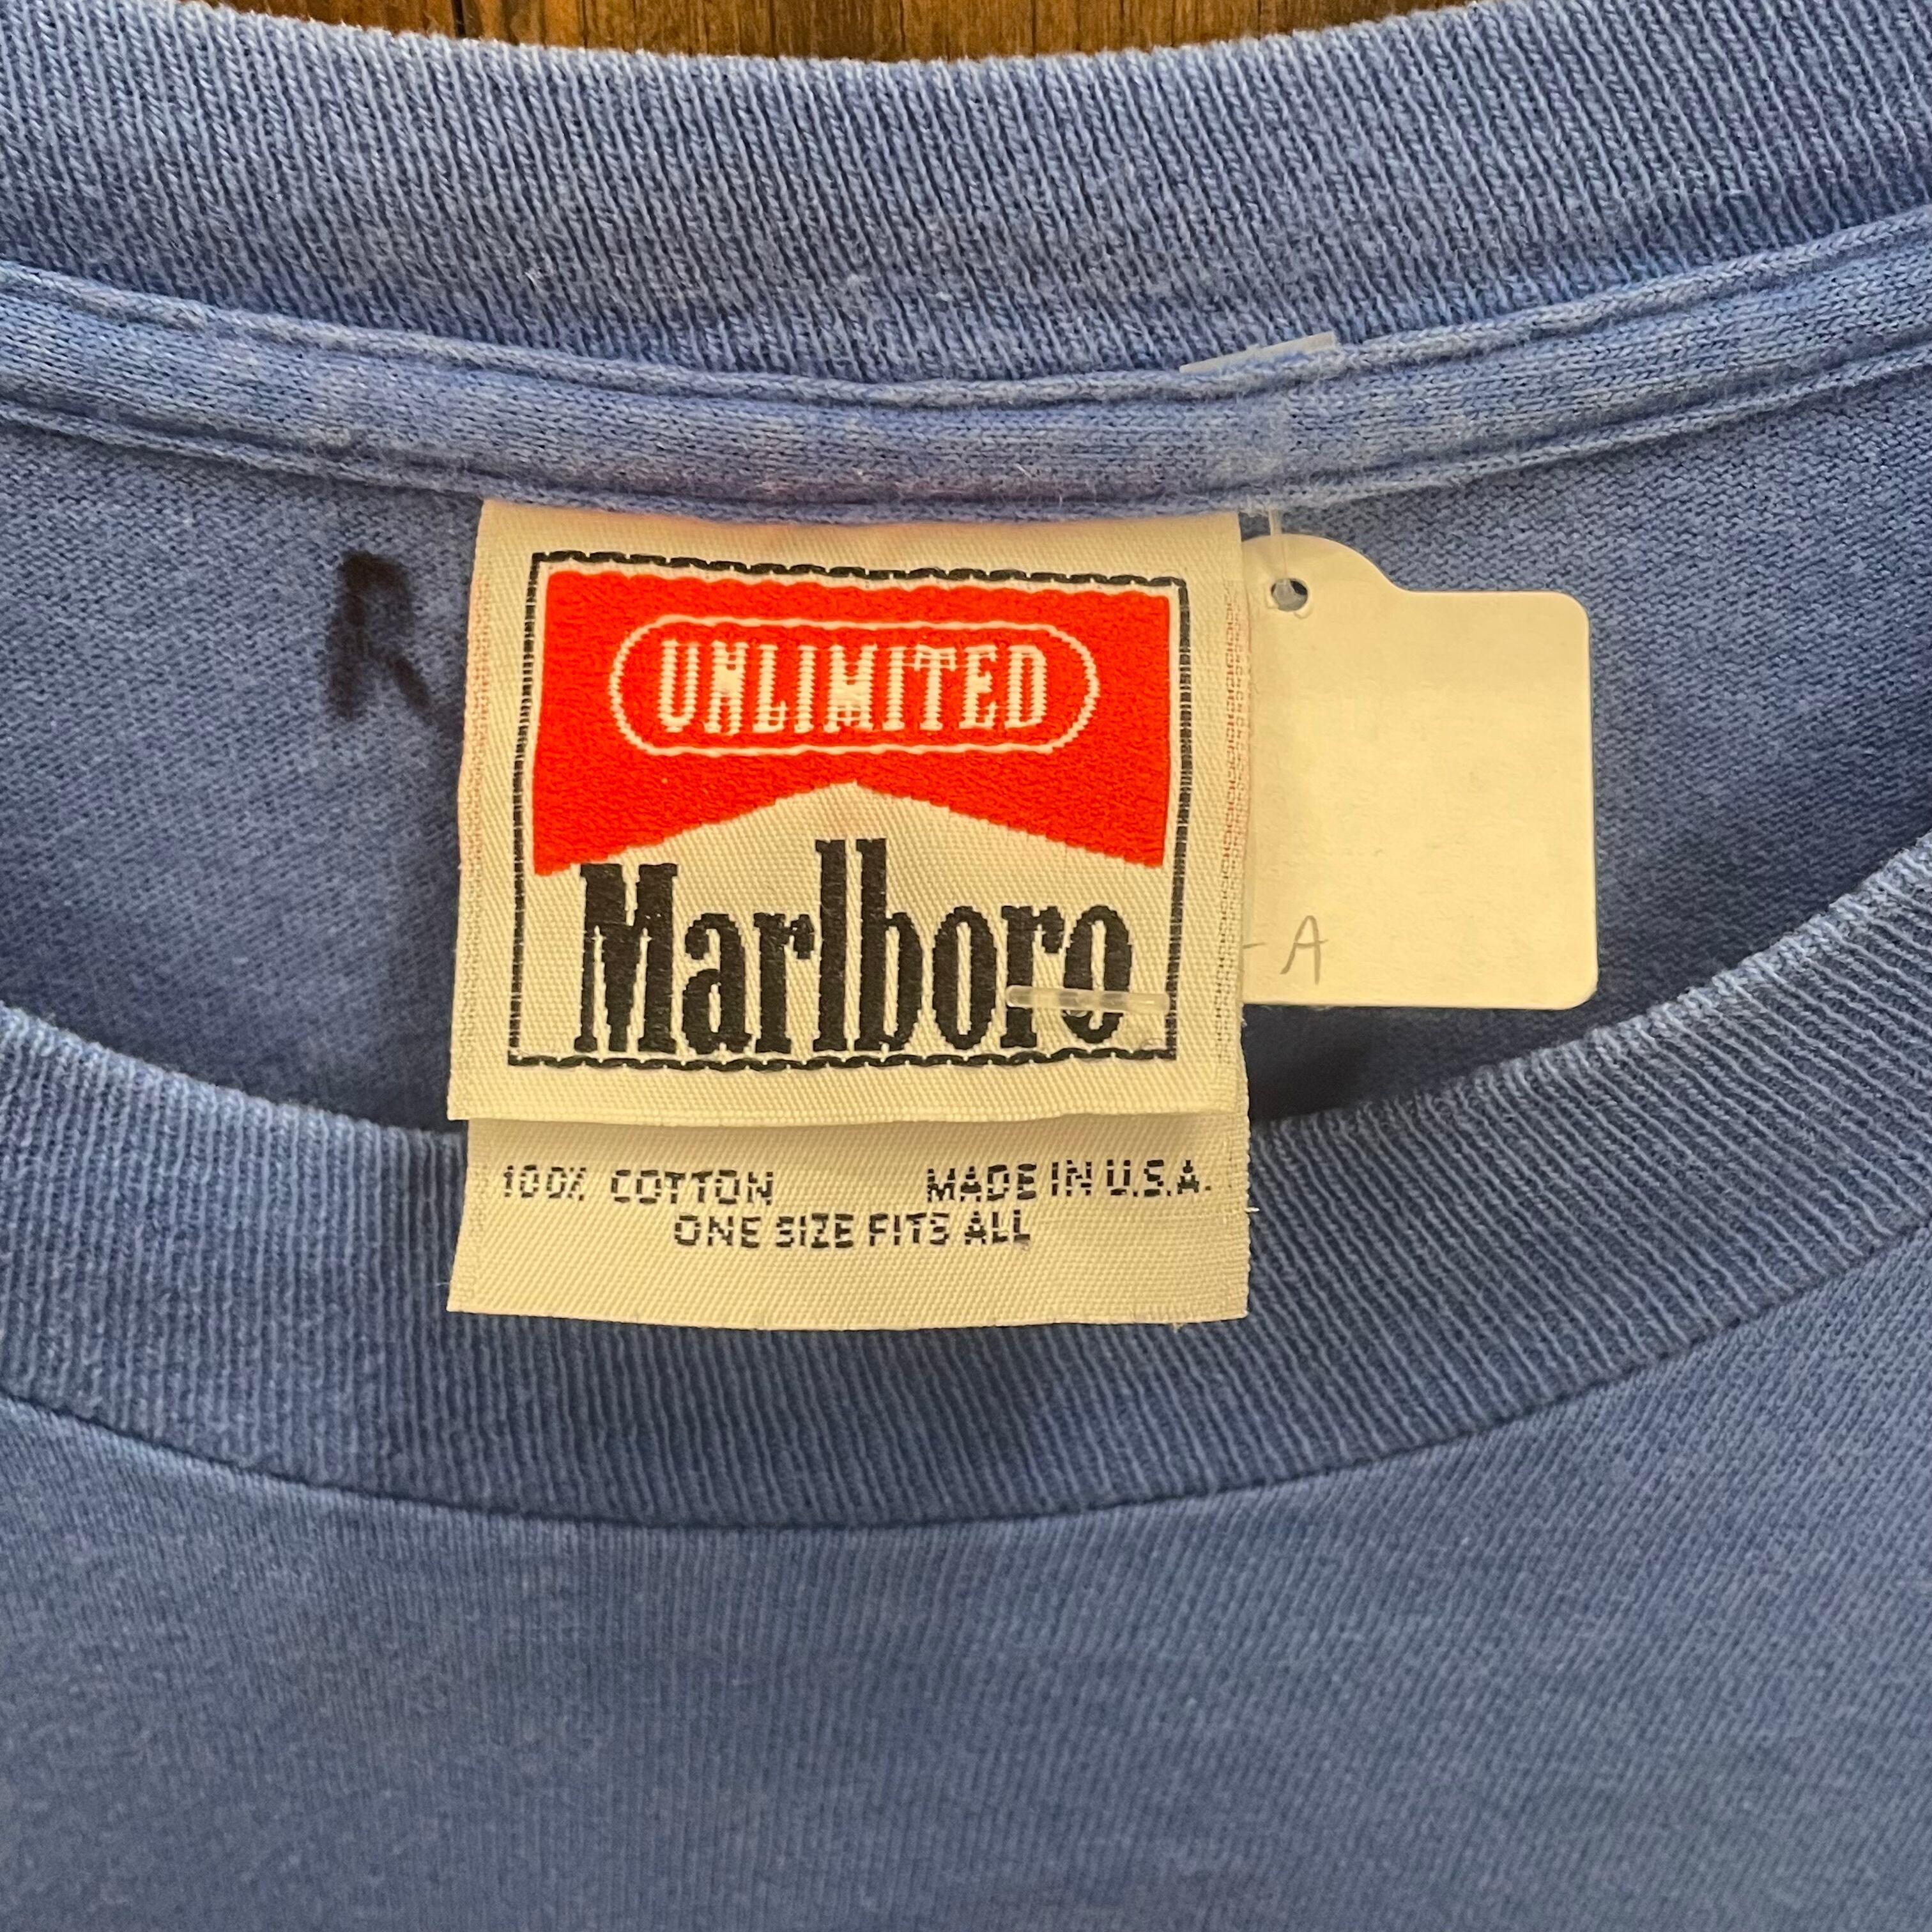 R
UNLIMITED
Marlboro
- A
100% COTTON MADE IN U.S.A.
ONE SIZE FITS ALL